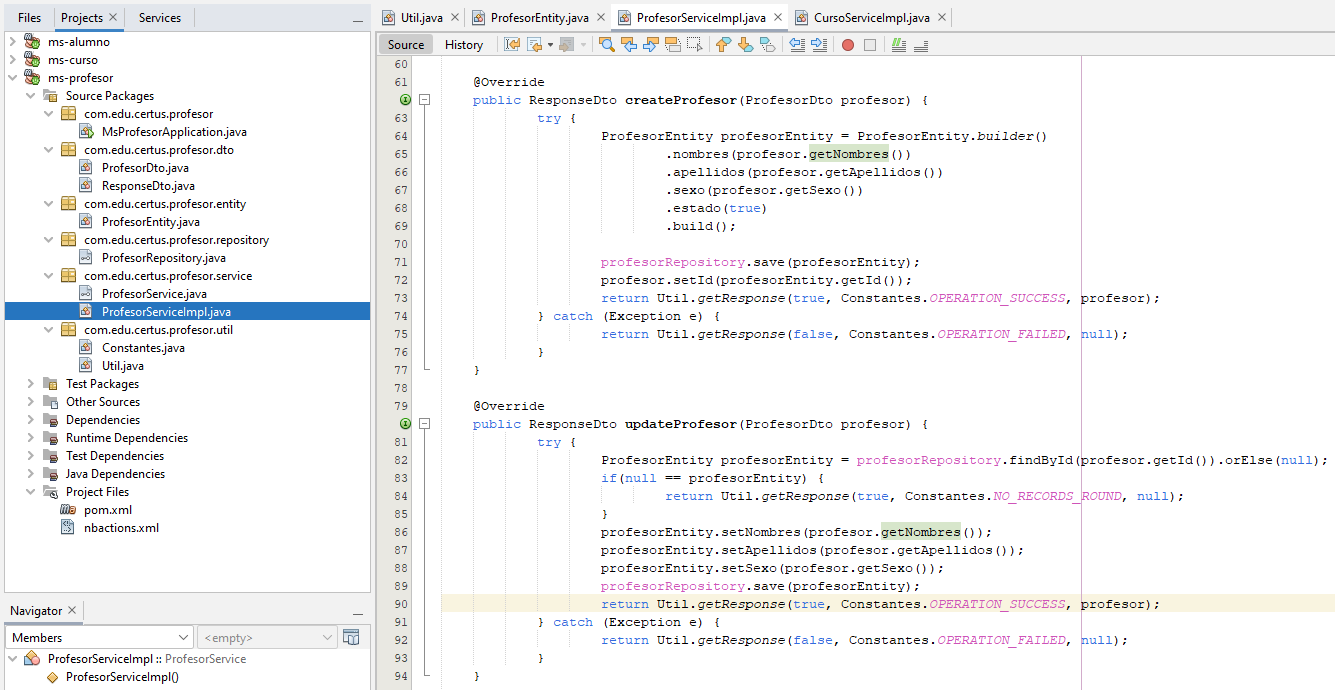 Files Projects Services
ms-alumno
ms-curso
ms-profesor
Source Packages
com.edu.certus.profesor
MsProfesorApplication.java
com.edu.certus.profesor.dto
ProfesorDto.java
ResponseDto.java
com.edu.certus.profesor.entity
ProfesorEntity.java
com.edu.certus.profesor.repository
ProfesorRepository.java
com.edu.certus.profesor.service
ProfesorService.java
ProfesorServiceImpl.java
com.edu.certus.profesor.util
Constantes.java
Util.java
Test Packages
Other Sources
Dependencies
Runtime Dependencies
Test Dependencies
Java Dependencies
Project Files
pom.xml
nbactions.xml
Navigator
Members <empty>
ProfesorServiceImpl :: ProfesorService
ProfesorServiceImpl()
Util.java ProfesorEntity.java ProfesorServiceImpl.java CursoServiceImpl.java
Source History
60
61 @Override
public ResponseDto createProfesor(ProfesorDto profesor) {
63 try {
64 ProfesorEntity profesorEntity = ProfesorEntity.builder()
65 .nombres(profesor.getNombres())
66 .apellidos(profesor.getApellidos())
67 .sexo(profesor.getSexo())
68 .estado(true)
69 .build();
70
71 profesorRepository.save(profesorEntity);
72 profesor.setId(profesorEntity.getId());
73 return Util.getResponse(true, Constantes.OPERATION_SUCCESS, profesor);
74 } catch (Exception e) {
75 return Util.getResponse(false, Constantes.OPERATION_FAILED, null);
76 }
77 }
78
79 @Override
public ResponseDto updateProfesor(ProfesorDto profesor) {
81 try {
82 ProfesorEntity profesorEntity = profesorRepository.findById(profesor.getId()).orElse(null);
83 if(null == profesorEntity) {
84 return Util.getResponse(true, Constantes.NO_RECORDS_ROUND, null);
85 }
86 profesorEntity.setNombres(profesor.getNombres());
87 profesorEntity.setApellidos(profesor.getApellidos());
88 profesorEntity.setSexo(profesor.getSexo());
89 profesorRepository.save(profesorEntity);
90 return Util.getResponse(true, Constantes.OPERATION_SUCCESS, profesor);
91 } catch (Exception e) {
92 return Util.getResponse(false, Constantes.OPERATION_FAILED, null);
93 }
94 }